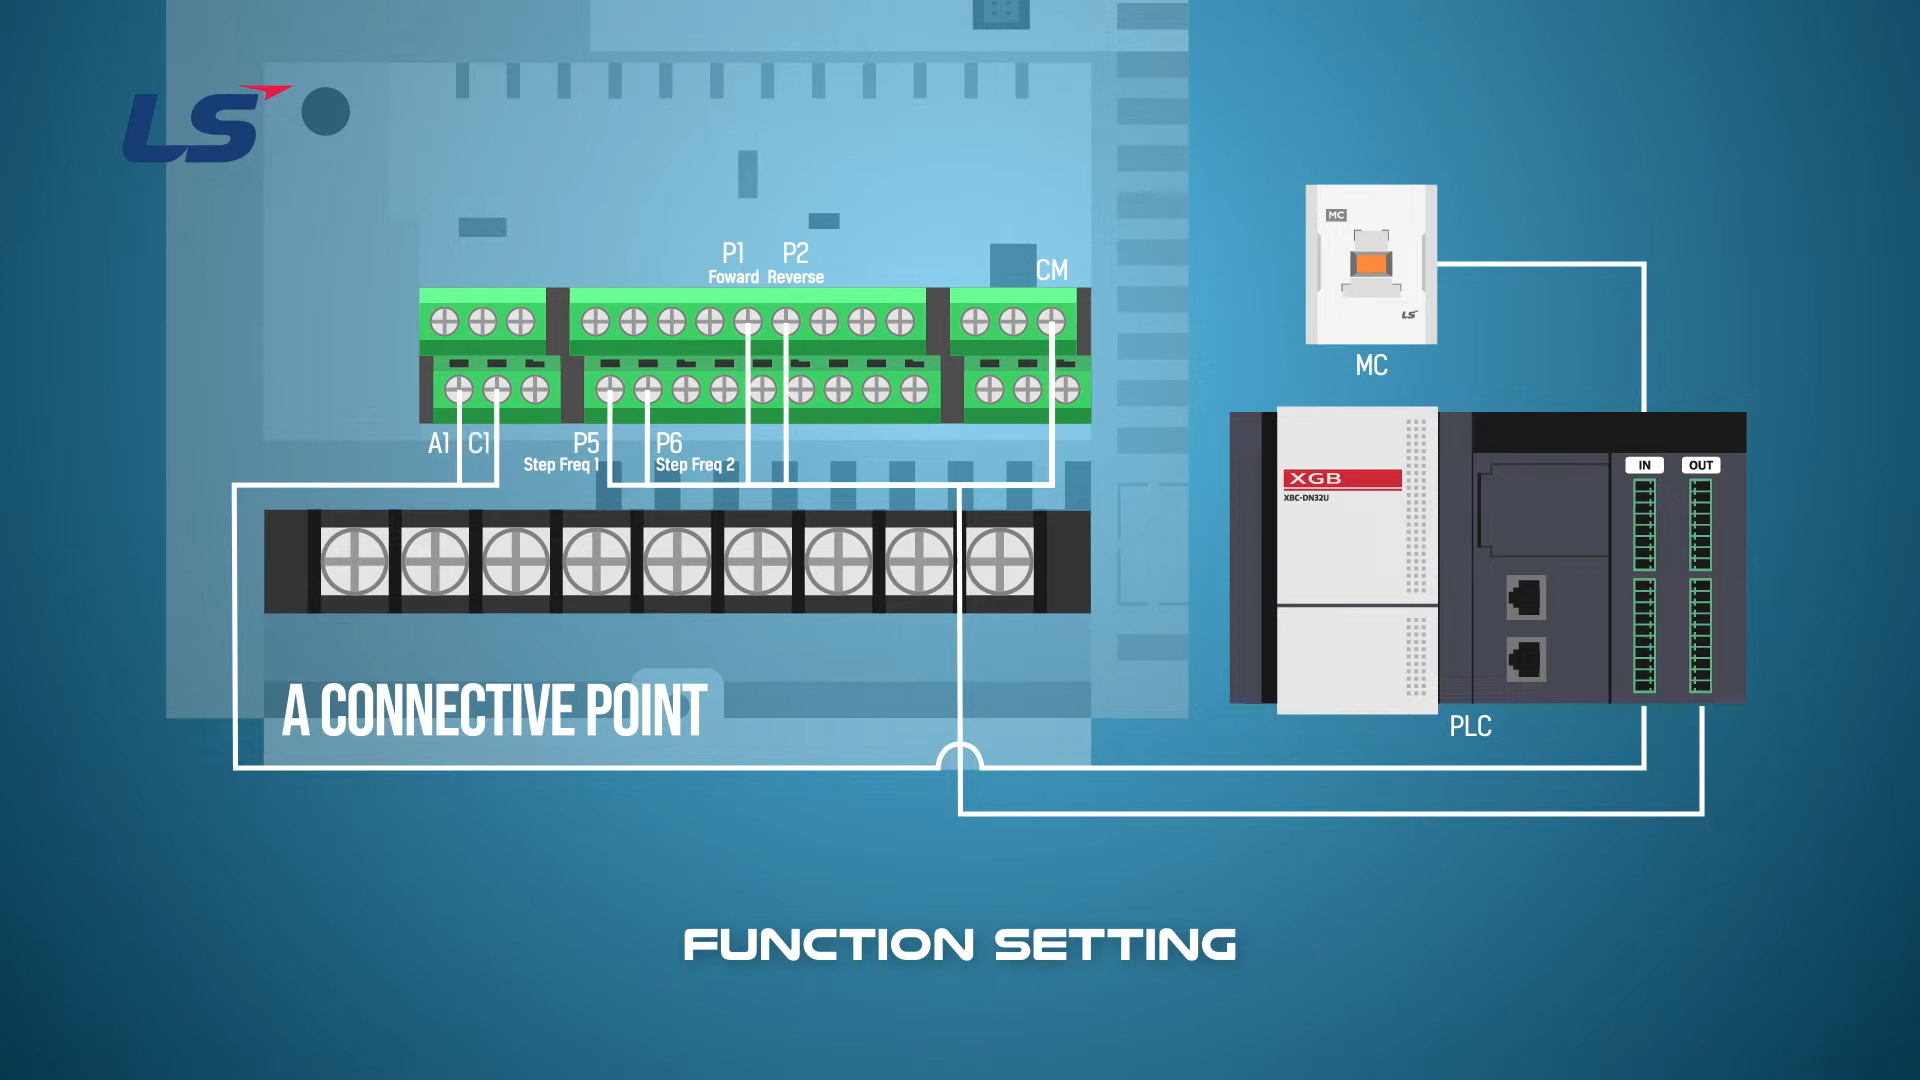 LS
MC
LS
MC
P1 P2
Foward Reverse
CM
A1 C1
P5 P6
Step Freq 1 Step Freq 2
XGB
XBC-DN32U
IN OUT
PLC
A CONNECTIVE POINT
FUNCTION SETTING